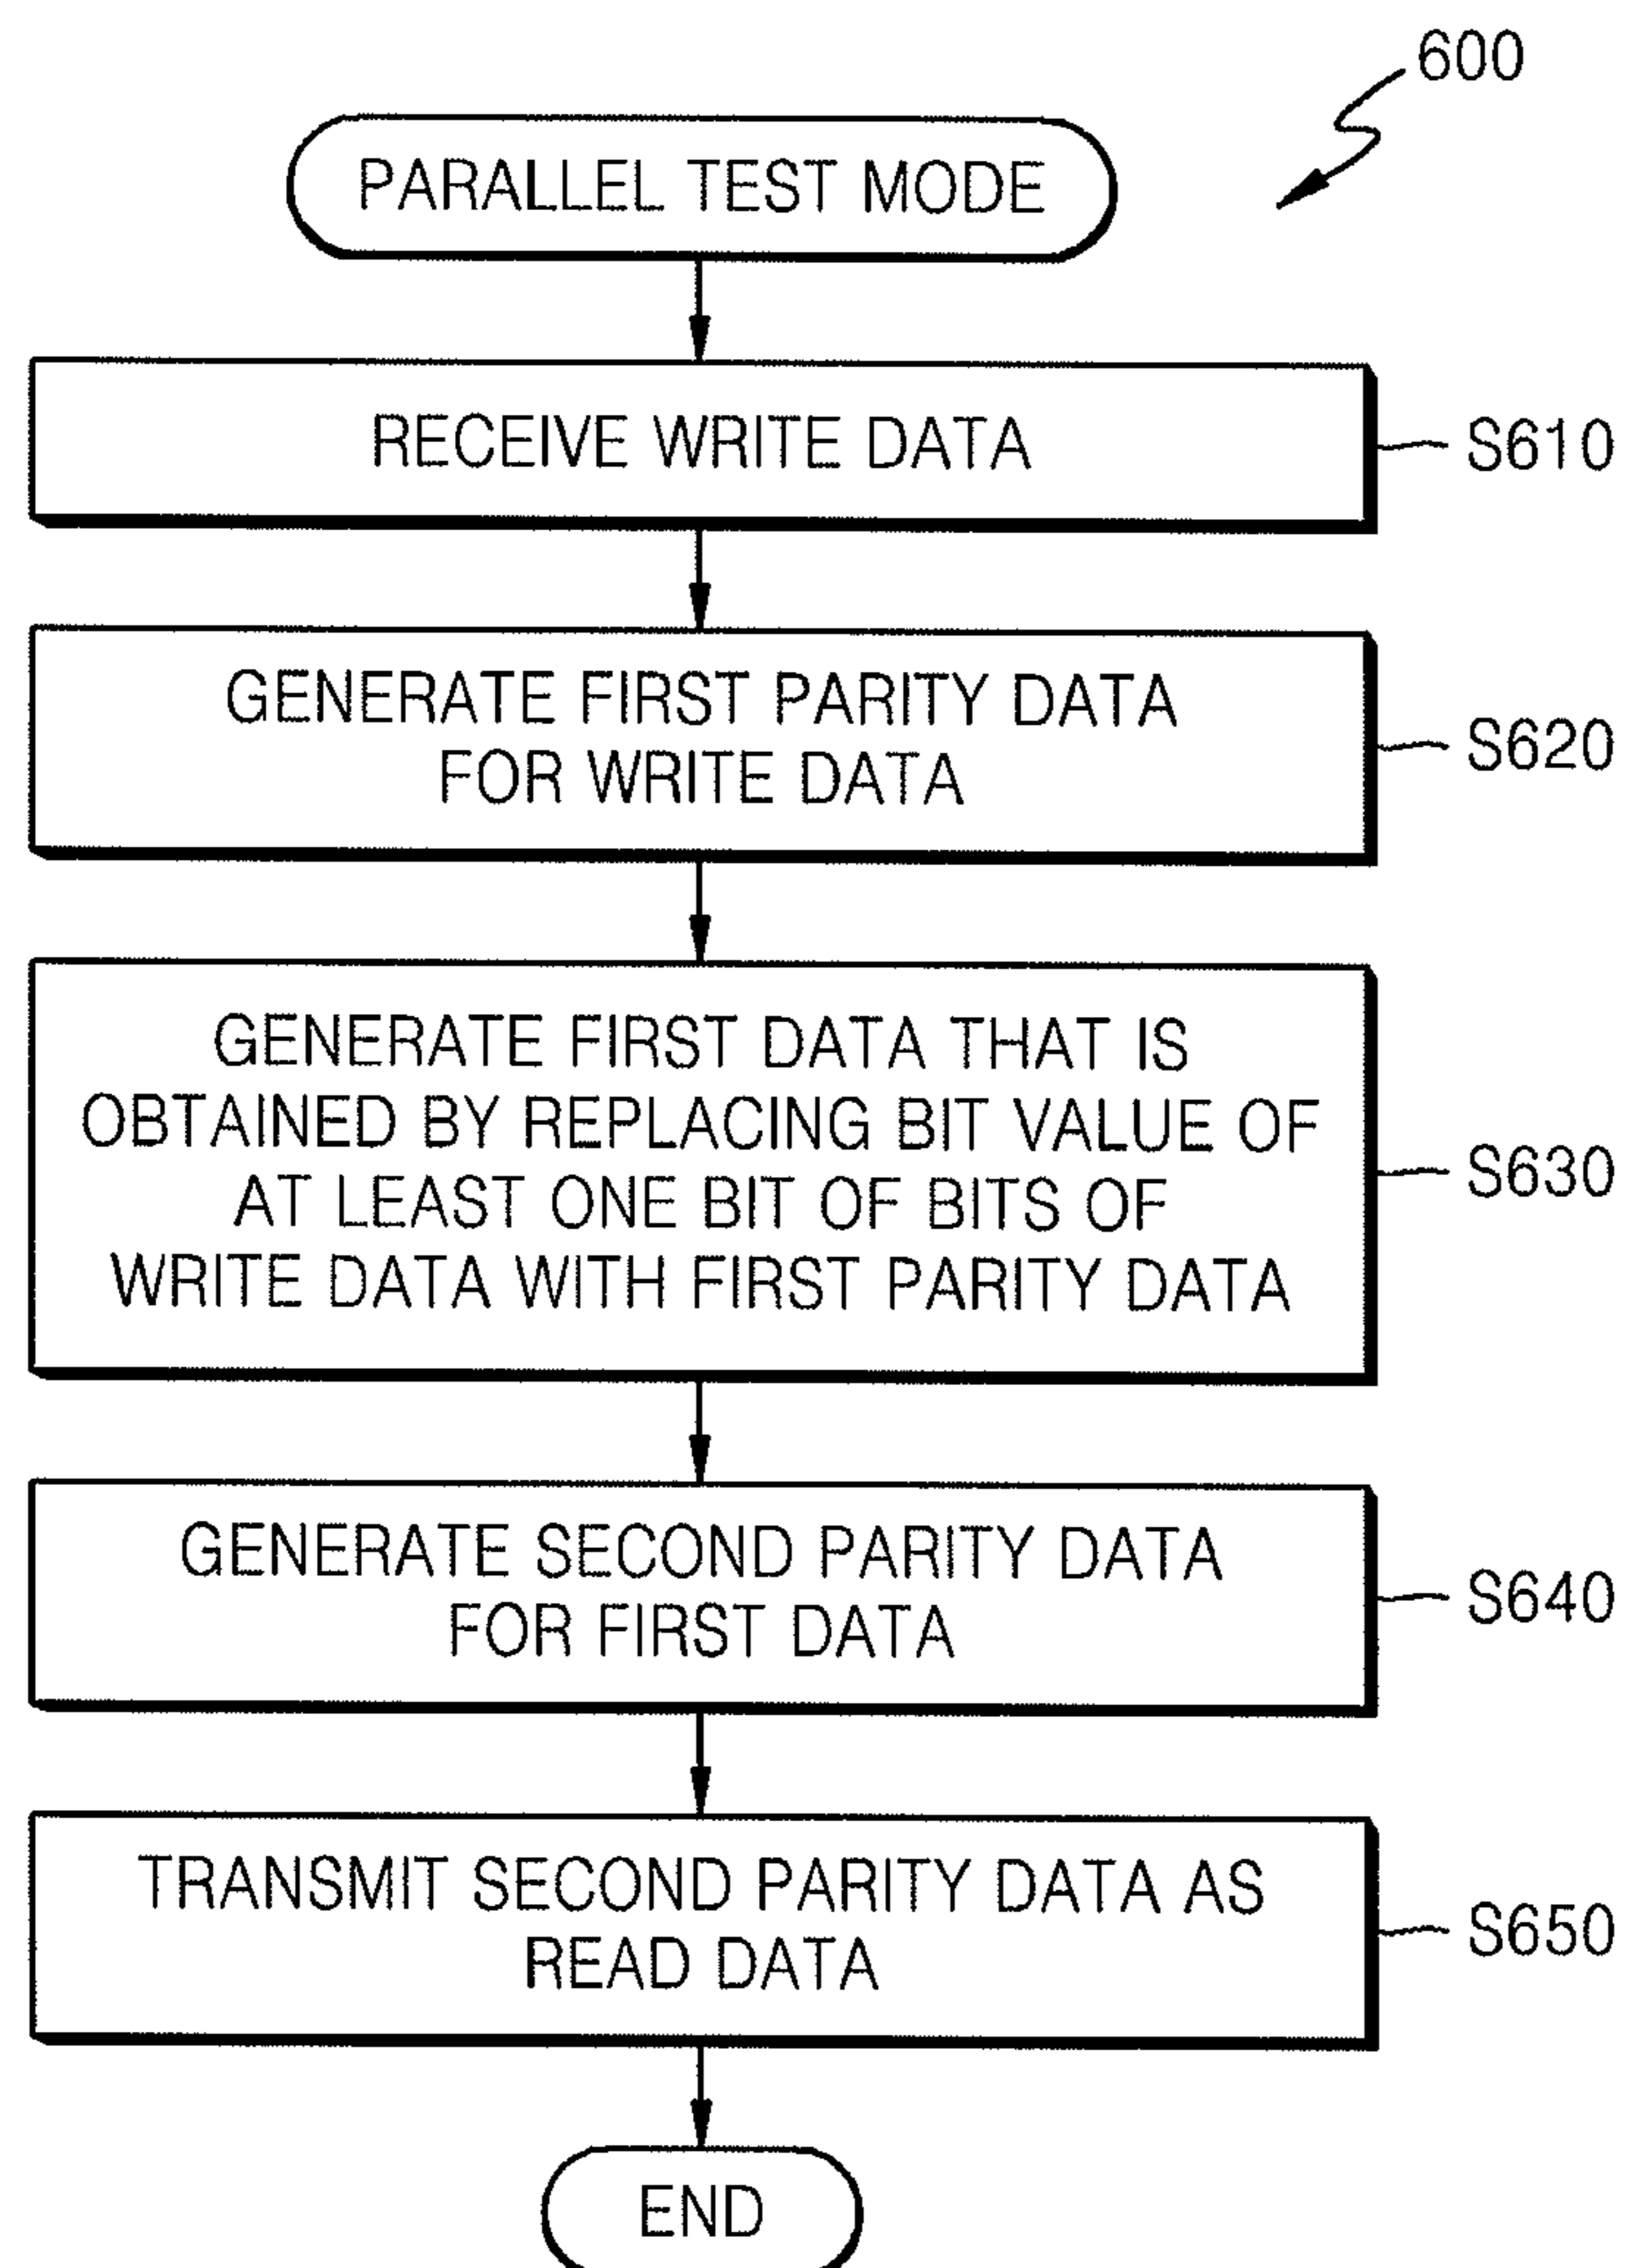 600
PARALLEL TEST MODE
RECEIVE WRITE DATA
S610
GENERATE FIRST PARITY DATA
FOR WRITE DATA
S620
GENERATE FIRST DATA THAT IS
OBTAINED BY REPLACING BIT VALUE OF
AT LEAST ONE BIT OF BITS OF
WRITE DATA WITH FIRST PARITY DATA
S630
GENERATE SECOND PARITY DATA
FOR FIRST DATA
S640
TRANSMIT SECOND PARITY DATA AS
READ DATA
S650
END